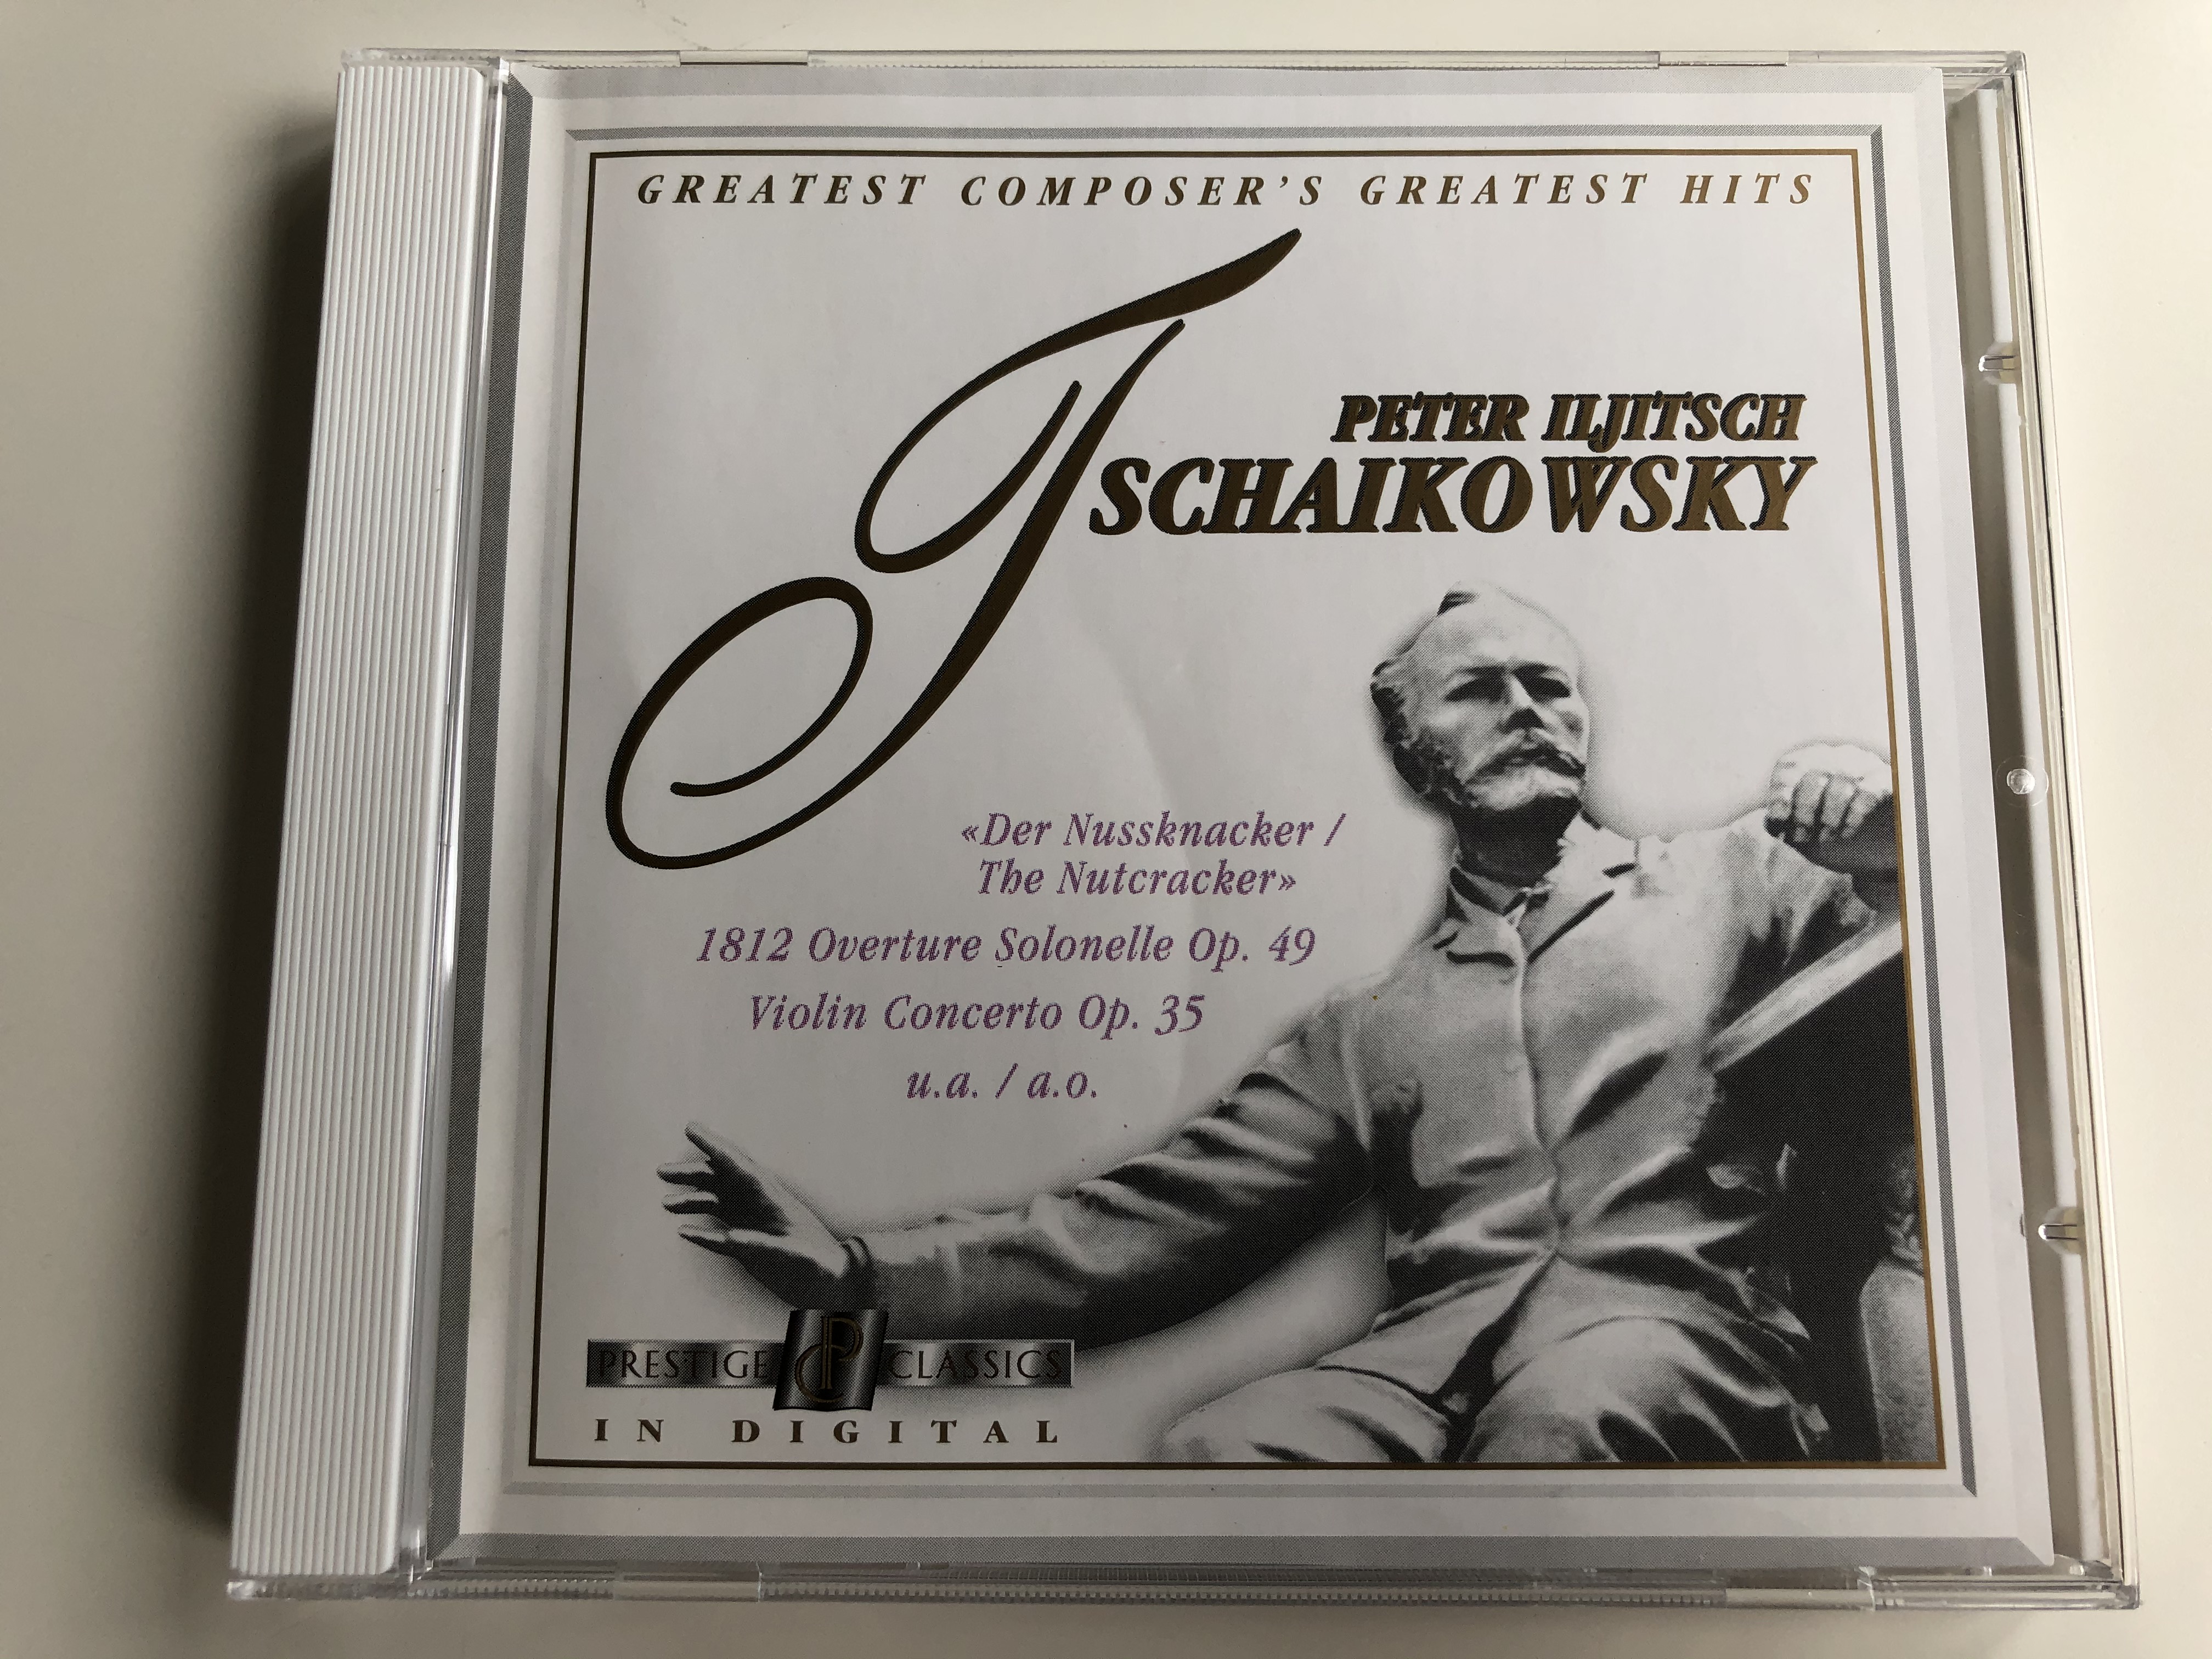 GREATEST COMPOSER'S GREATEST HITS
PETER ILJITSCH
TSCHAIKOWSKY
«Der Nussknacker /
The Nutcracker»
1812 Overture Solonelle Op. 49
Violin Concerto Op. 35
u.a. / a.o.
PRESTIGE CP CLASSICS
IN DIGITAL